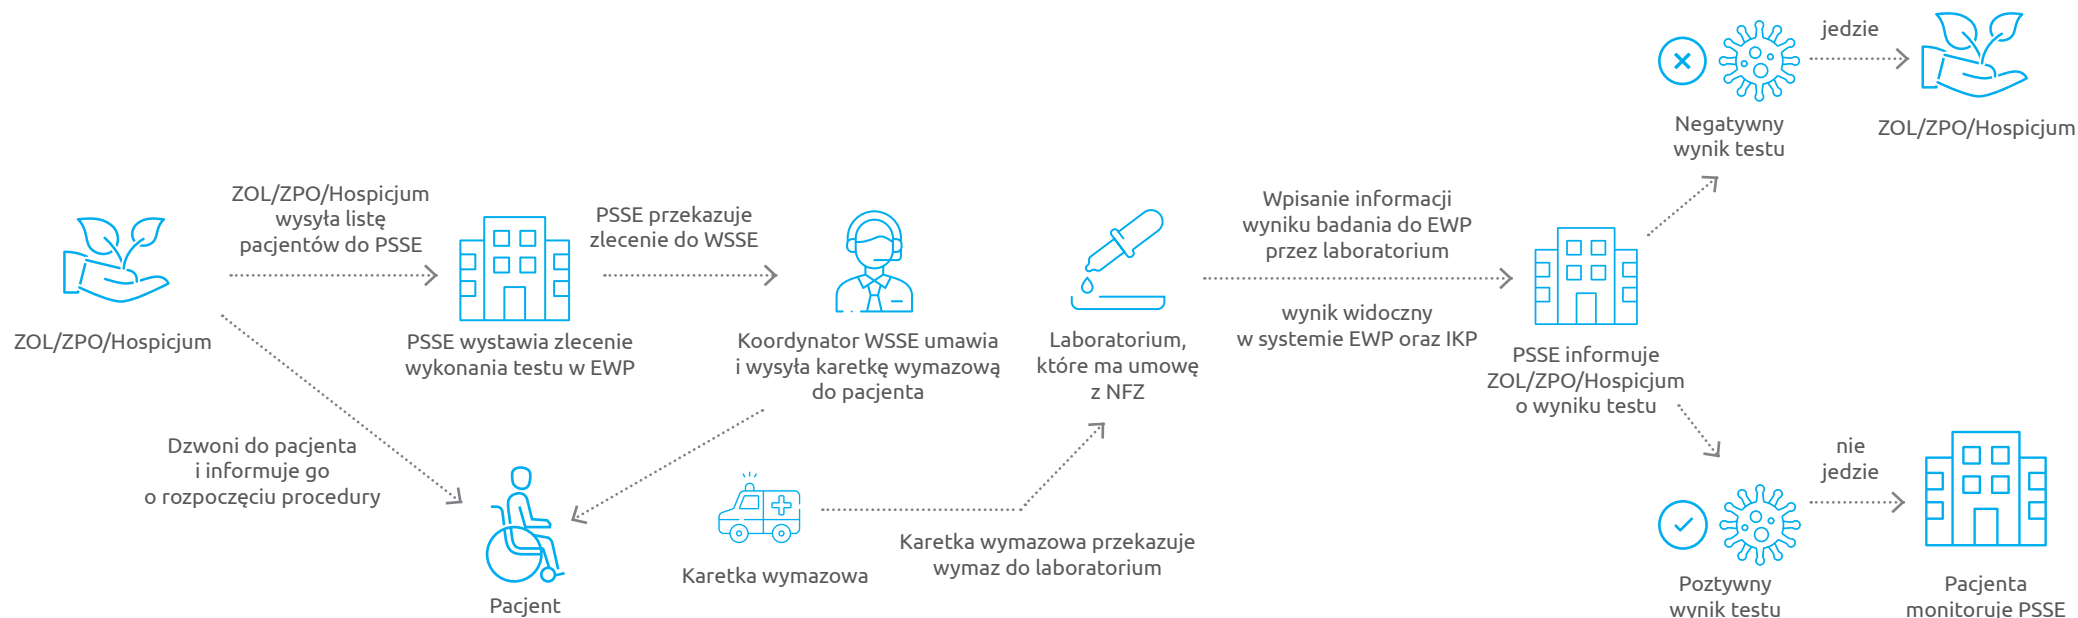 ZOL/ZPO/Hospicjum
ZOL/ZPO/Hospicjum
wysyła listę
pacjentów do PSSE
PSSE wystawia zlecenie
wykonania testu w EWP
PSSE przekazuje
zlecenie do WSSE
Koordynator WSSE umawia
i wysyła karetkę wymazową
do pacjenta
Dzwoni do pacjenta
i informuje go
o rozpoczęciu procedury
Pacjent
Karetka wymazowa
Karetka wymazowa przekazuje
wymaz do laboratorium
Laboratorium,
które ma umowę
z NFZ
Wpisanie informacji
wyniku badania do EWP
przez laboratorium
wynik widoczny
w systemie EWP oraz IKP
PSSE informuje
ZOL/ZPO/Hospicjum
o wyniku testu
Negatywny
wynik testu
jedzie
ZOL/ZPO/Hospicjum
Poztywny
wynik testu
nie
jedzie
Pacjenta
monitoruje PSSE